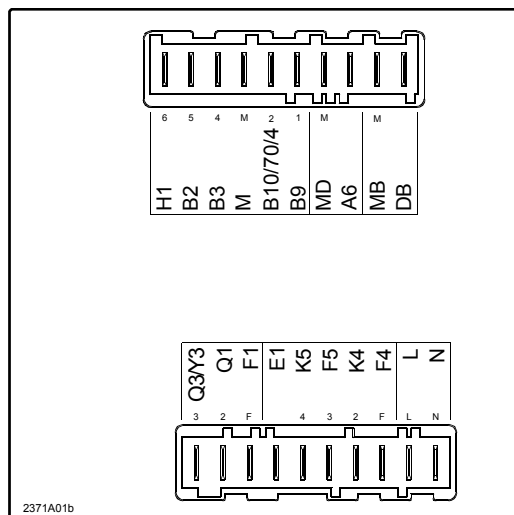 6 5 4 M 2 1 M M
H1 B2 B3 M B10/70/4 B9 MD A6 MB DB
Q3/Y3 Q1 F1 E1 K5 F5 K4 F4 L N
3 2 F 4 3 2 F L N
2371A01b